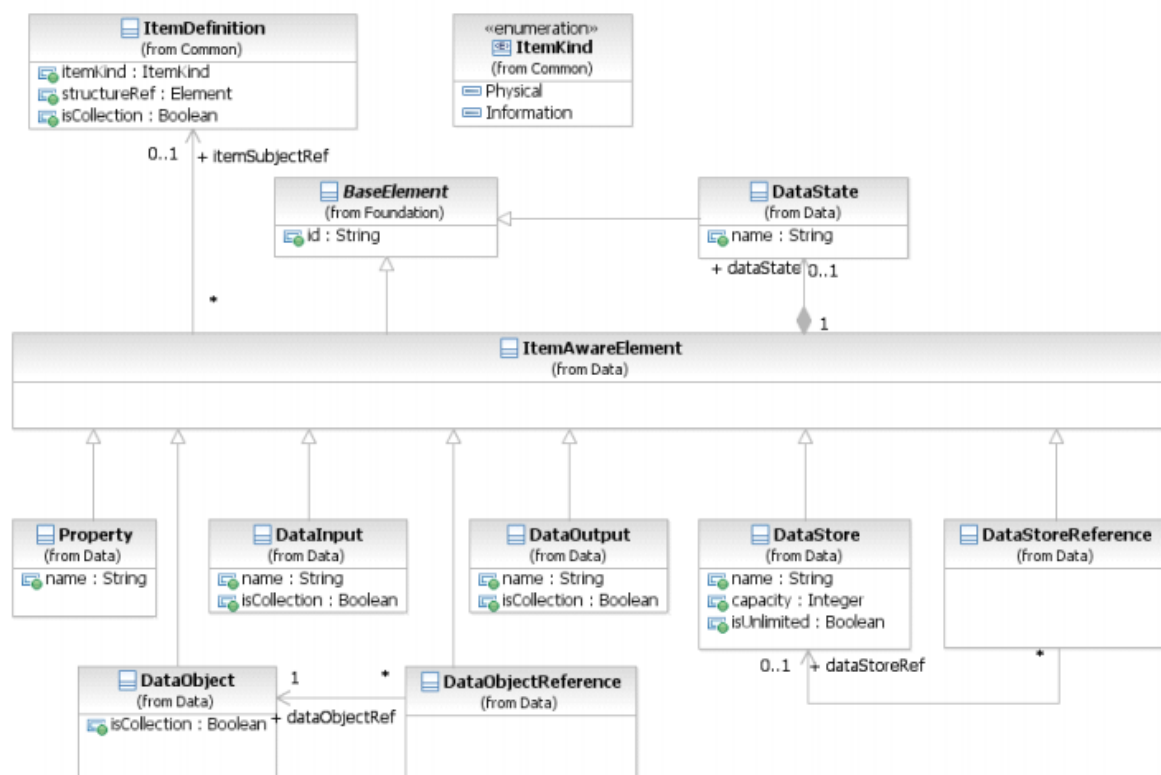 ItemDefinition
(from Common)
itemKind : ItemKind
structureRef : Element
isCollection : Boolean
«enumeration»
ItemKind
(from Common)
Physical
Information
0..1 + itemSubjectRef
BaseElement
(from Foundation)
id : String
DataState
(from Data)
name : String
+ dataState 0..1
*
1
ItemAwareElement
(from Data)
Property
(from Data)
name : String
DataInput
(from Data)
name : String
isCollection : Boolean
DataOutput
(from Data)
name : String
isCollection : Boolean
DataStore
(from Data)
name : String
capacity : Integer
isUnlimited : Boolean
DataStoreReference
(from Data)
0..1 + dataStoreRef
*
DataObject
(from Data)
isCollection : Boolean
1
*
+ dataObjectRef
DataObjectReference
(from Data)